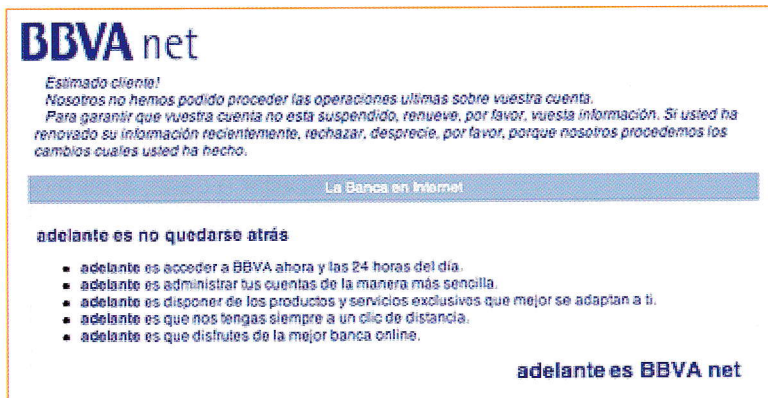 BBVA net
Estimado cliente!
Nosotros no hemos podido proceder las operaciones ultimas sobre vuestra cuenta.
Para garantir que vuestra cuenta no esta suspendido, renueve, por favor, vuesta información. Si usted ha
renovado su información recientemente, rechazar, desprecie, por favor, porque nosotros procedemos los
cambios cuales usted ha hecho.
La Banca en Internet
adelante es no quedarse atrás
• adelante es acceder a BBVA ahora y las 24 horas del día.
• adelante es administrar tus cuentas de la manera más sencilla.
• adelante es disponer de los productos y servicios exclusivos que mejor se adaptan a ti.
• adelante es que nos tengas siempre a un clic de distancia.
• adelante es que disfrutes de la mejor banca online.
adelante es BBVA net